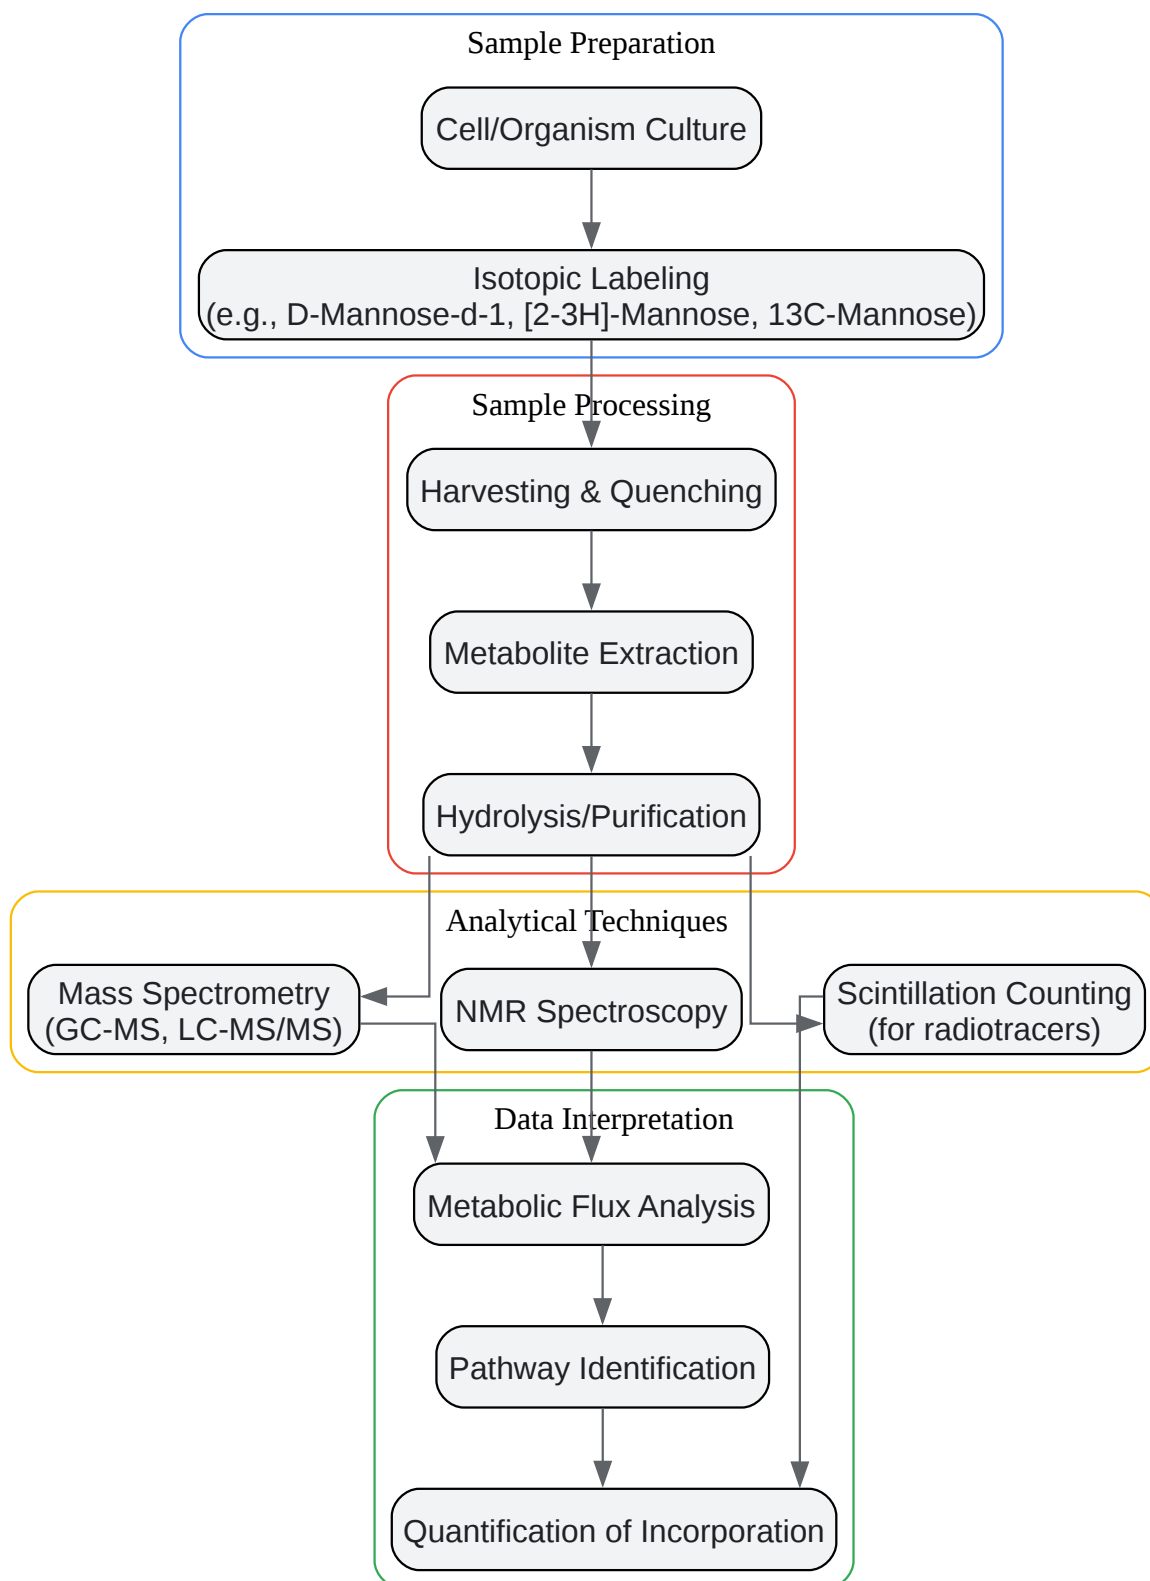 Sample Preparation
Cell/Organism Culture
Isotopic Labeling
(e.g., D-Mannose-d-1, [2-3H]-Mannose, 13C-Mannose)
Sample Processing
Harvesting & Quenching
Metabolite Extraction
Hydrolysis/Purification
Analytical Techniques
Mass Spectrometry
(GC-MS, LC-MS/MS)
NMR Spectroscopy
Scintillation Counting
(for radiotracers)
Data Interpretation
Metabolic Flux Analysis
Pathway Identification
Quantification of Incorporation